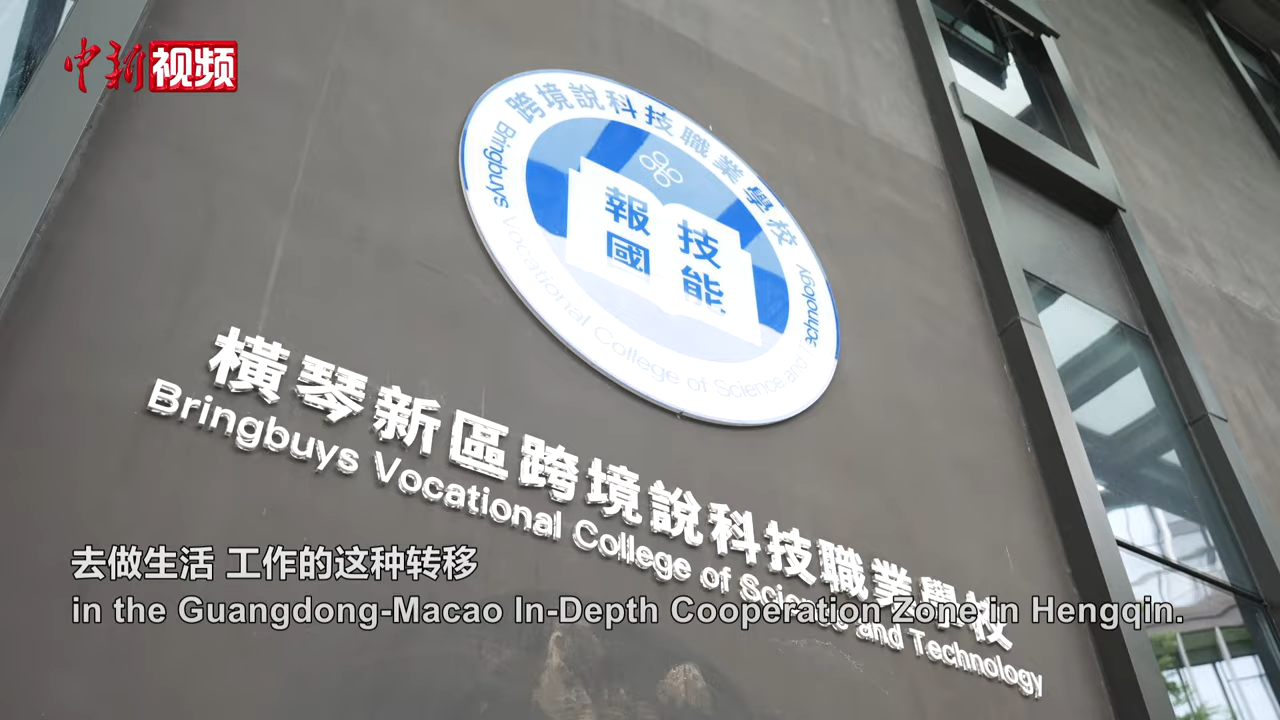 中新视频
跨境說科技職業學校
Bringbuys Vocational College of Science and Technology
報國
技能
橫琴新區跨境說科技職業學校
Bringbuys Vocational College of Science and Technology
去做生活 工作的这种转移
in the Guangdong-Macao In-Depth Cooperation Zone in Hengqin.